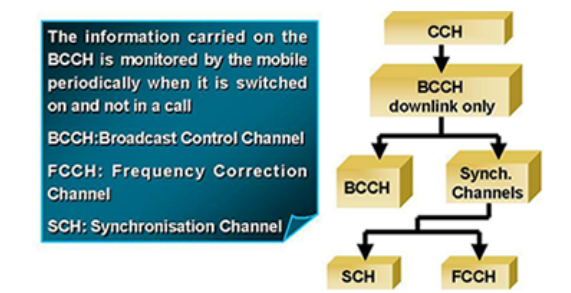 The information carried on the
BCCH is monitored by the mobile
periodically when it is switched
on and not in a call
BCCH:Broadcast Control Channel
FCCH: Frequency Correction
Channel
SCH: Synchronisation Channel
CCH
BCCH
downlink only
BCCH
Synch.
Channels
SCH
FCCH